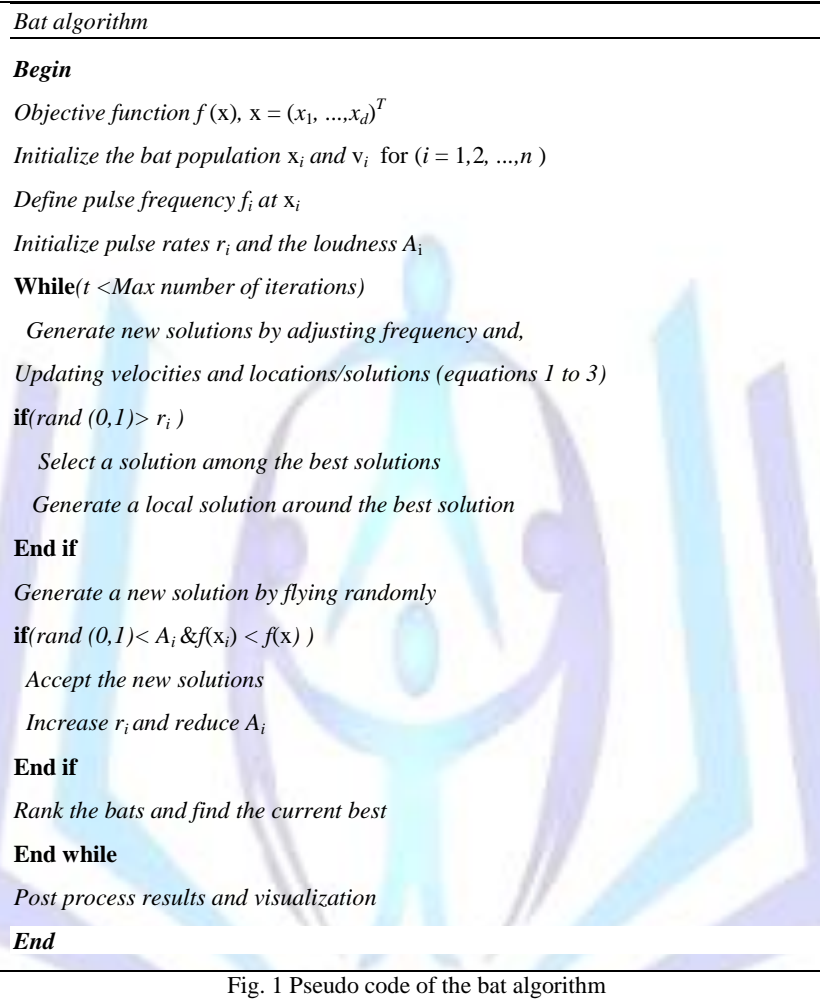 Bat algorithm
Begin
Objective function f (x), x = (x1, ...,xd)T
Initialize the bat population xi and vi for (i = 1,2, ...,n )
Define pulse frequency fi at xi
Initialize pulse rates ri and the loudness Ai
While(t <Max number of iterations)
Generate new solutions by adjusting frequency and,
Updating velocities and locations/solutions (equations 1 to 3)
if(rand (0,1)> ri )
Select a solution among the best solutions
Generate a local solution around the best solution
End if
Generate a new solution by flying randomly
if(rand (0,1)< Ai &f(xi) < f(x) )
Accept the new solutions
Increase ri and reduce Ai
End if
Rank the bats and find the current best
End while
Post process results and visualization
End
Fig. 1 Pseudo code of the bat algorithm